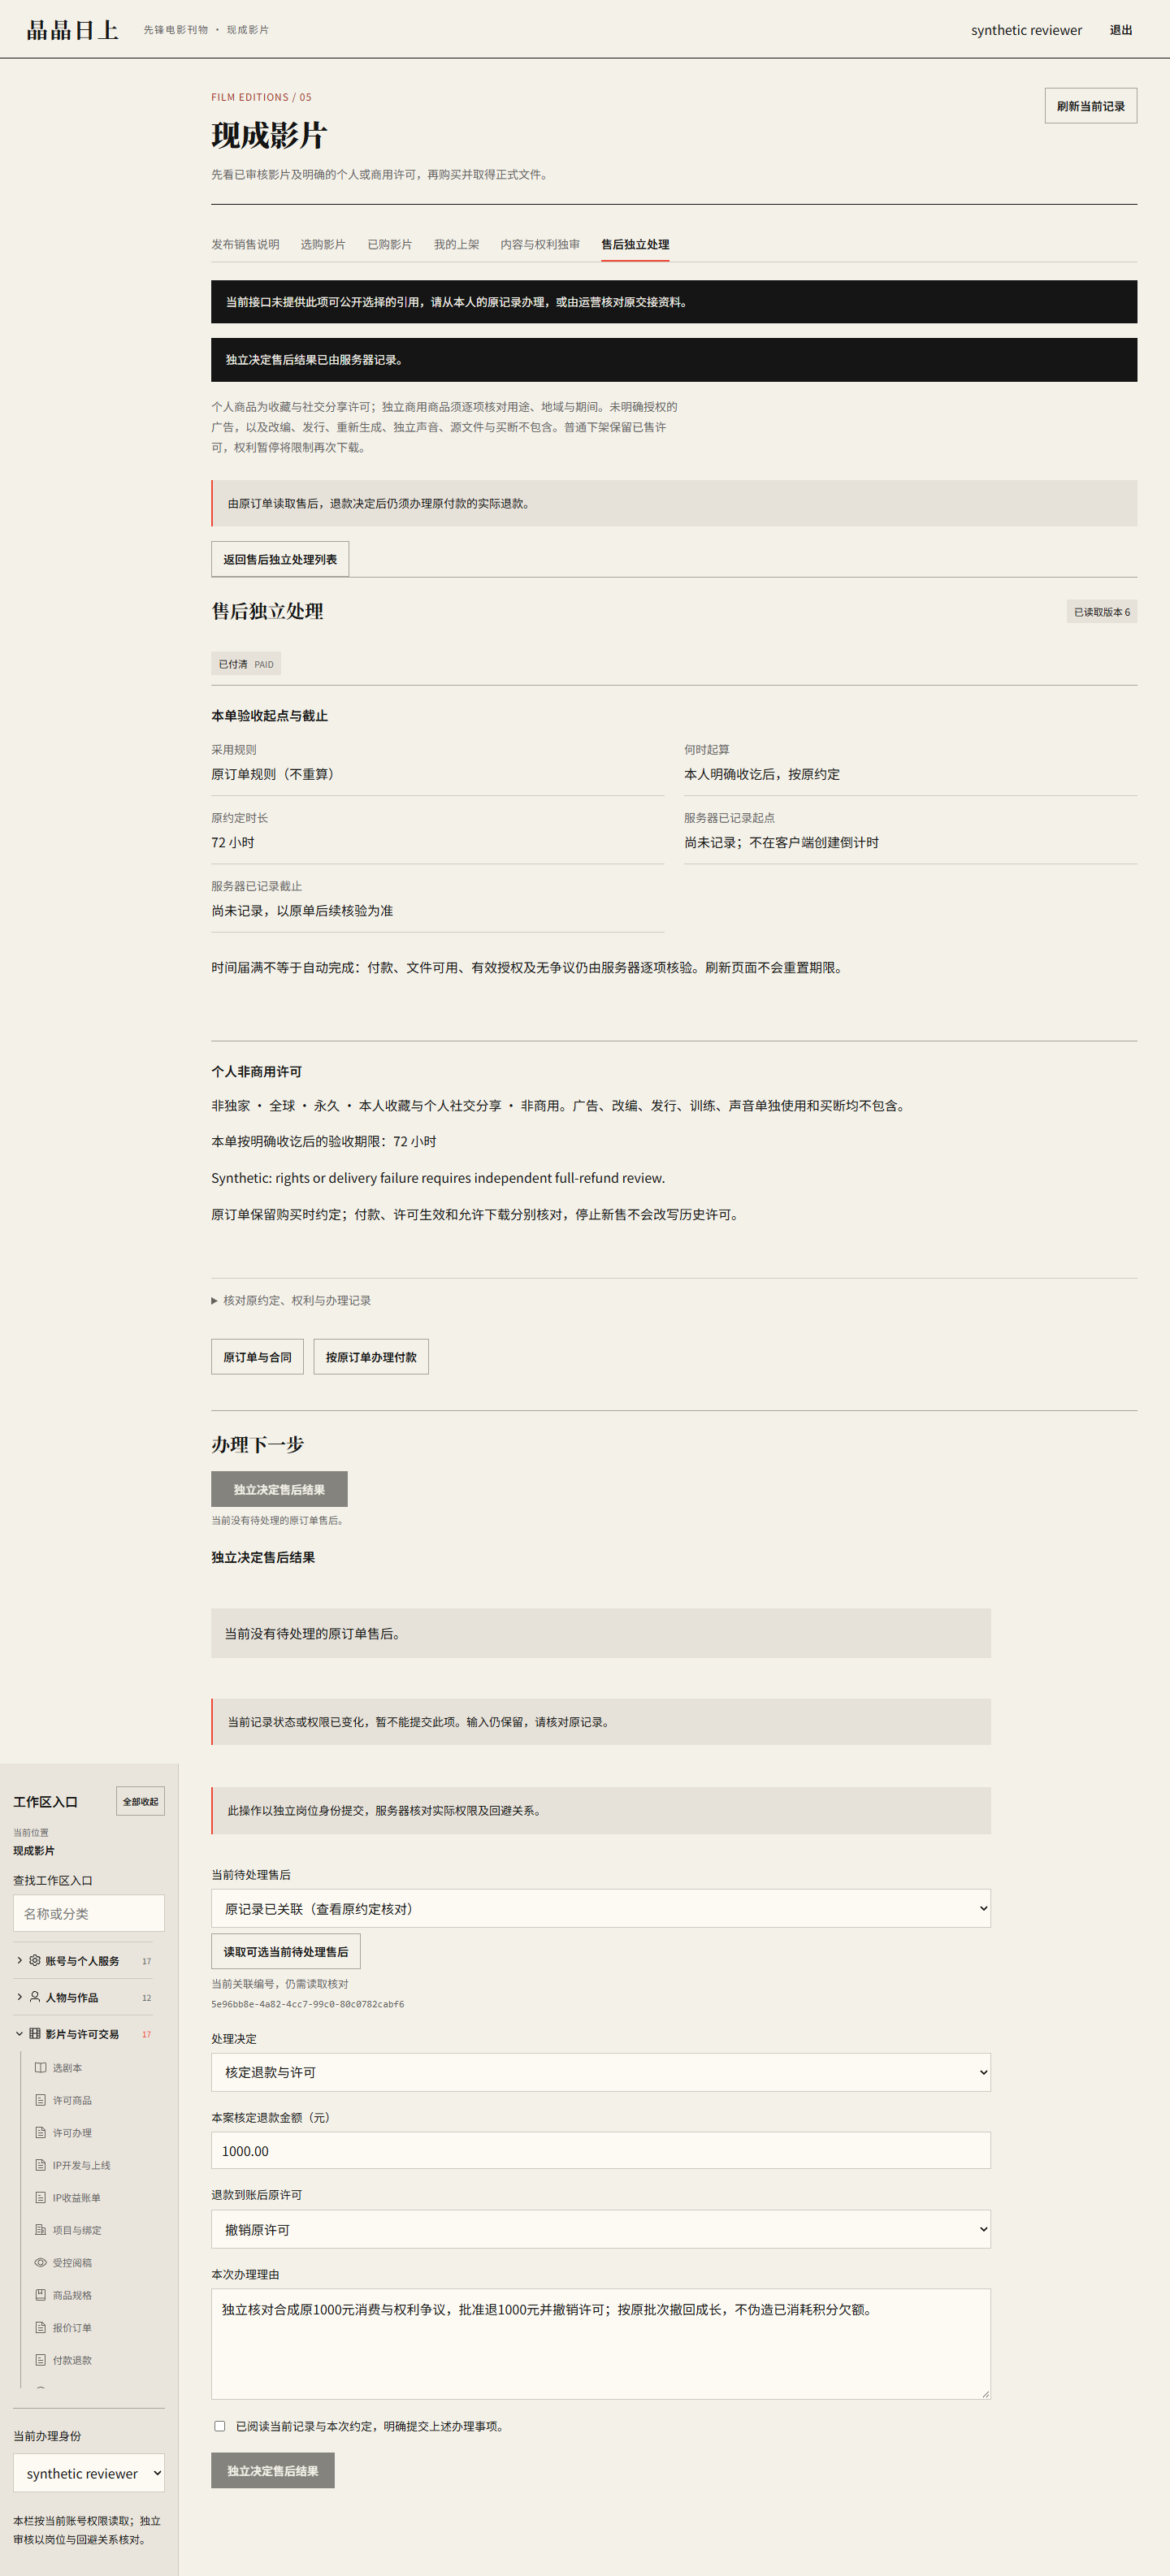 晶晶日上
先锋电影刊物 · 现成影片
synthetic reviewer
退出
FILM EDITIONS / 05
刷新当前记录
现成影片
先看已审核影片及明确的个人或商用许可，再购买并取得正式文件。
发布销售说明 选购影片 已购影片 我的上架 内容与权利独审 售后独立处理
当前接口未提供此项可公开选择的引用，请从本人的原记录办理，或由运营核对原交接资料。
独立决定售后结果已由服务器记录。
个人商品为收藏与社交分享许可；独立商用商品须逐项核对用途、地域与期间。未明确授权的
广告，以及改编、发行、重新生成、独立声音、源文件与买断不包含。普通下架保留已售许
可，权利暂停将限制再次下载。
由原订单读取售后，退款决定后仍须办理原付款的实际退款。
返回售后独立处理列表
售后独立处理
已读取版本 6
已付清 PAID
本单验收起点与截止
采用规则
原订单规则（不重算）
何时起算
本人明确收讫后，按原约定
原约定时长
72 小时
服务器已记录起点
尚未记录；不在客户端创建倒计时
服务器已记录截止
尚未记录，以原单后续核验为准
时间届满不等于自动完成：付款、文件可用、有效授权及无争议仍由服务器逐项核验。刷新页面不会重置期限。
个人非商用许可
非独家 · 全球 · 永久 · 本人收藏与个人社交分享 · 非商用。广告、改编、发行、训练、声音单独使用和买断均不包含。
本单按明确收讫后的验收期限：72 小时
Synthetic: rights or delivery failure requires independent full-refund review.
原订单保留购买时约定；付款、许可生效和允许下载分别核对，停止新售不会改写历史许可。
核对原约定、权利与办理记录
原订单与合同
按原订单办理付款
办理下一步
独立决定售后结果
当前没有待处理的原订单售后。
独立决定售后结果
当前没有待处理的原订单售后。
当前记录状态或权限已变化，暂不能提交此项。输入仍保留，请核对原记录。
此操作以独立岗位身份提交，服务器核实际权限及回避关系。
当前待处理售后
原记录已关联（查看原约定核对）
读取可选当前待处理售后
当前关联编号，仍需读取核对
5e96bb8e-4a82-4cc7-99c0-80c0782cabf6
处理决定
核定退款与许可
本案核定退款金额（元）
1000.00
退款到账后原许可
撤销原许可
本次办理理由
独立核对合成原1000元消费与权利争议，批准退1000元并撤销许可；按原批次撤回成长，不伪造已消耗积分欠额。
已阅读当前记录与本次约定，明确提交上述办理事项。
独立决定售后结果
工作区入口
全部收起
当前位置
现成影片
查找工作区入口
名称或分类
账号与个人服务 17
人物与作品 12
影片与许可交易 17
选剧本
许可商品
许可办理
IP开发与上线
IP收益账单
项目与绑定
受控阅稿
商品规格
报价订单
付款退款
当前办理身份
synthetic reviewer
本栏按当前账号权限读取；独立
审核以岗位与回避关系核对。